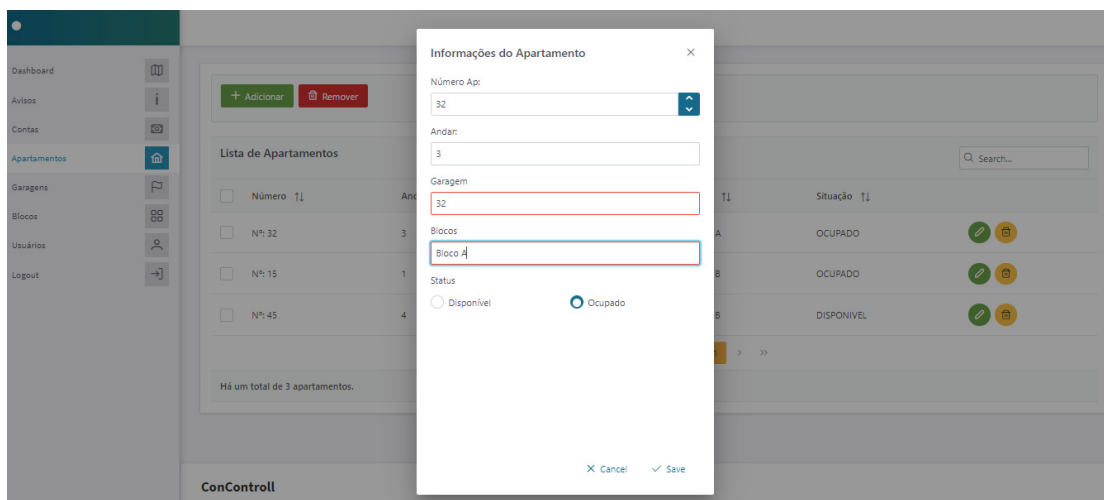 Dashboard
Avisos
Contas
Apartamentos
Garagens
Blocos
Usuários
Logout
Adicionar
Remover
Lista de Apartamentos
Search...
Número
Situação
Nº: 32
3
A
OCUPADO
Nº: 15
1
B
OCUPADO
Nº: 45
4
B
DISPONIVEL
Há um total de 3 apartamentos.
ConControll
Informações do Apartamento
Número Ap:
32
Andar:
3
Garagem
32
Blocos
Bloco A
Status
Disponível
Ocupado
Cancel
Save